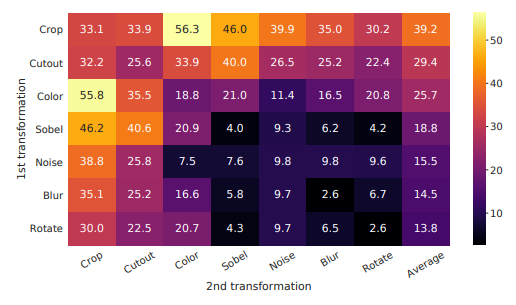 Crop 33.1 33.9 56.3 46.0 39.9 35.0 30.2 39.2
Cutout 32.2 25.6 33.9 40.0 26.5 25.2 22.4 29.4
Color 55.8 35.5 18.8 21.0 11.4 16.5 20.8 25.7
Sobel 46.2 40.6 20.9 4.0 9.3 6.2 4.2 18.8
Noise 38.8 25.8 7.5 7.6 9.8 9.8 9.6 15.5
Blur 35.1 25.2 16.6 5.8 9.7 2.6 6.7 14.5
Rotate 30.0 22.5 20.7 4.3 9.7 6.5 2.6 13.8
Crop Cutout Color Sobel Noise Blur Rotate Average
2nd transformation
1st transformation
50
40
30
20
10